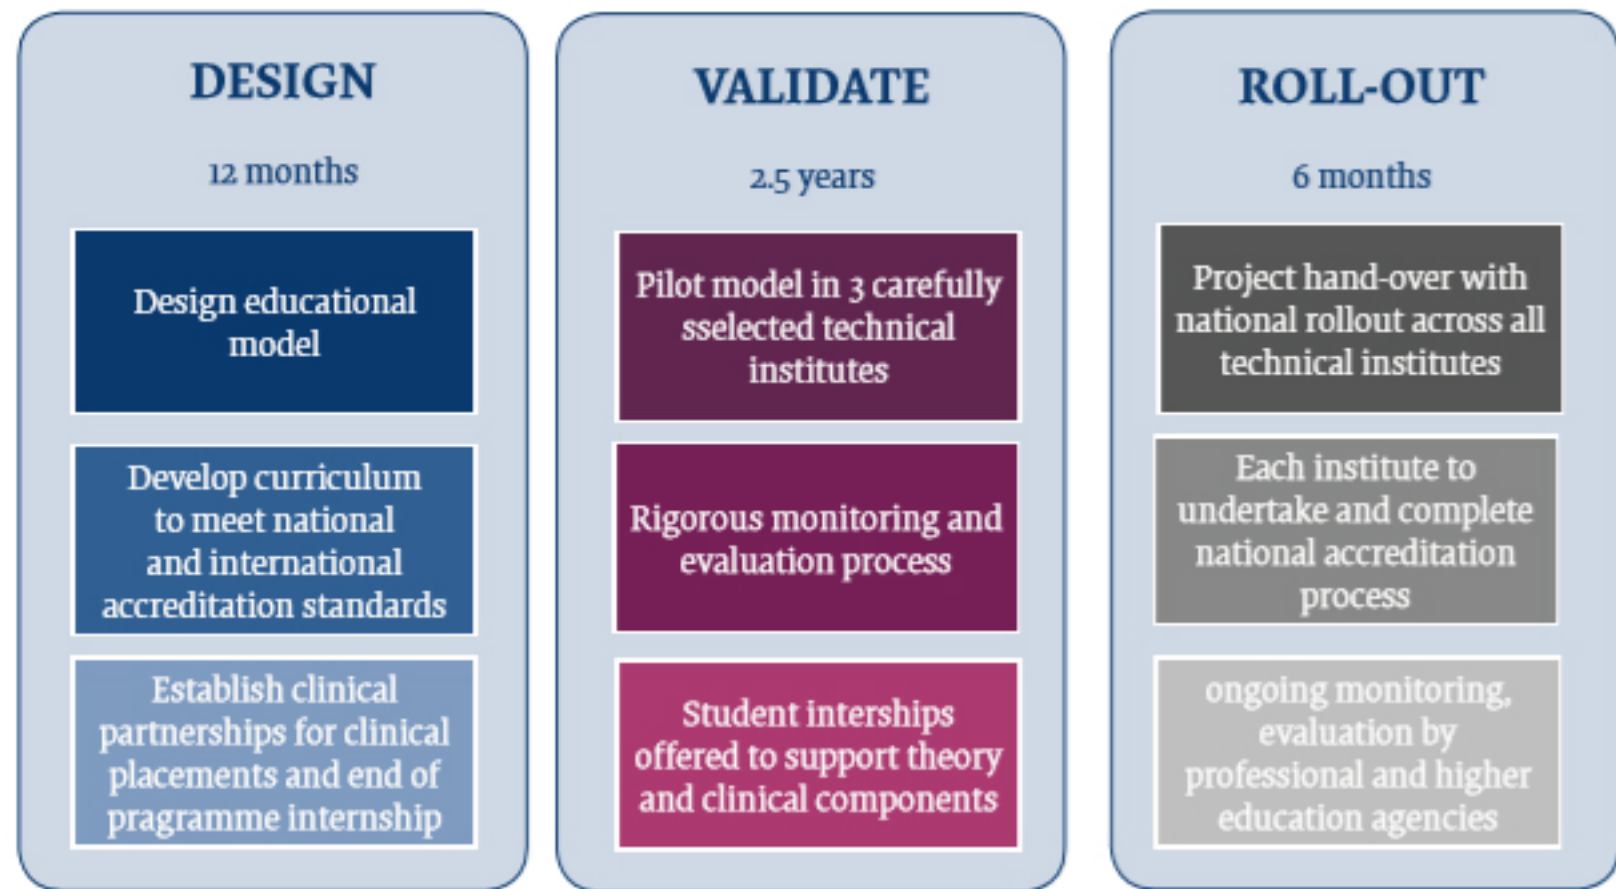 DESIGN
12 months
Design educational
model
Develop curriculum
to meet national
and international
accreditation standards
Establish clinical
partnerships for clinical
placements and end of
pragramme internship
VALIDATE
2.5 years
Pilot model in 3 carefully
sselected technical
institutes
Rigorous monitoring and
evaluation process
Student interships
offered to support theory
and clinical components
ROLL-OUT
6 months
Project hand-over with
national rollout across all
technical institutes
Each institute to
undertake and complete
national accreditation
process
ongoing monitoring,
evaluation by
professional and higher
education agencies